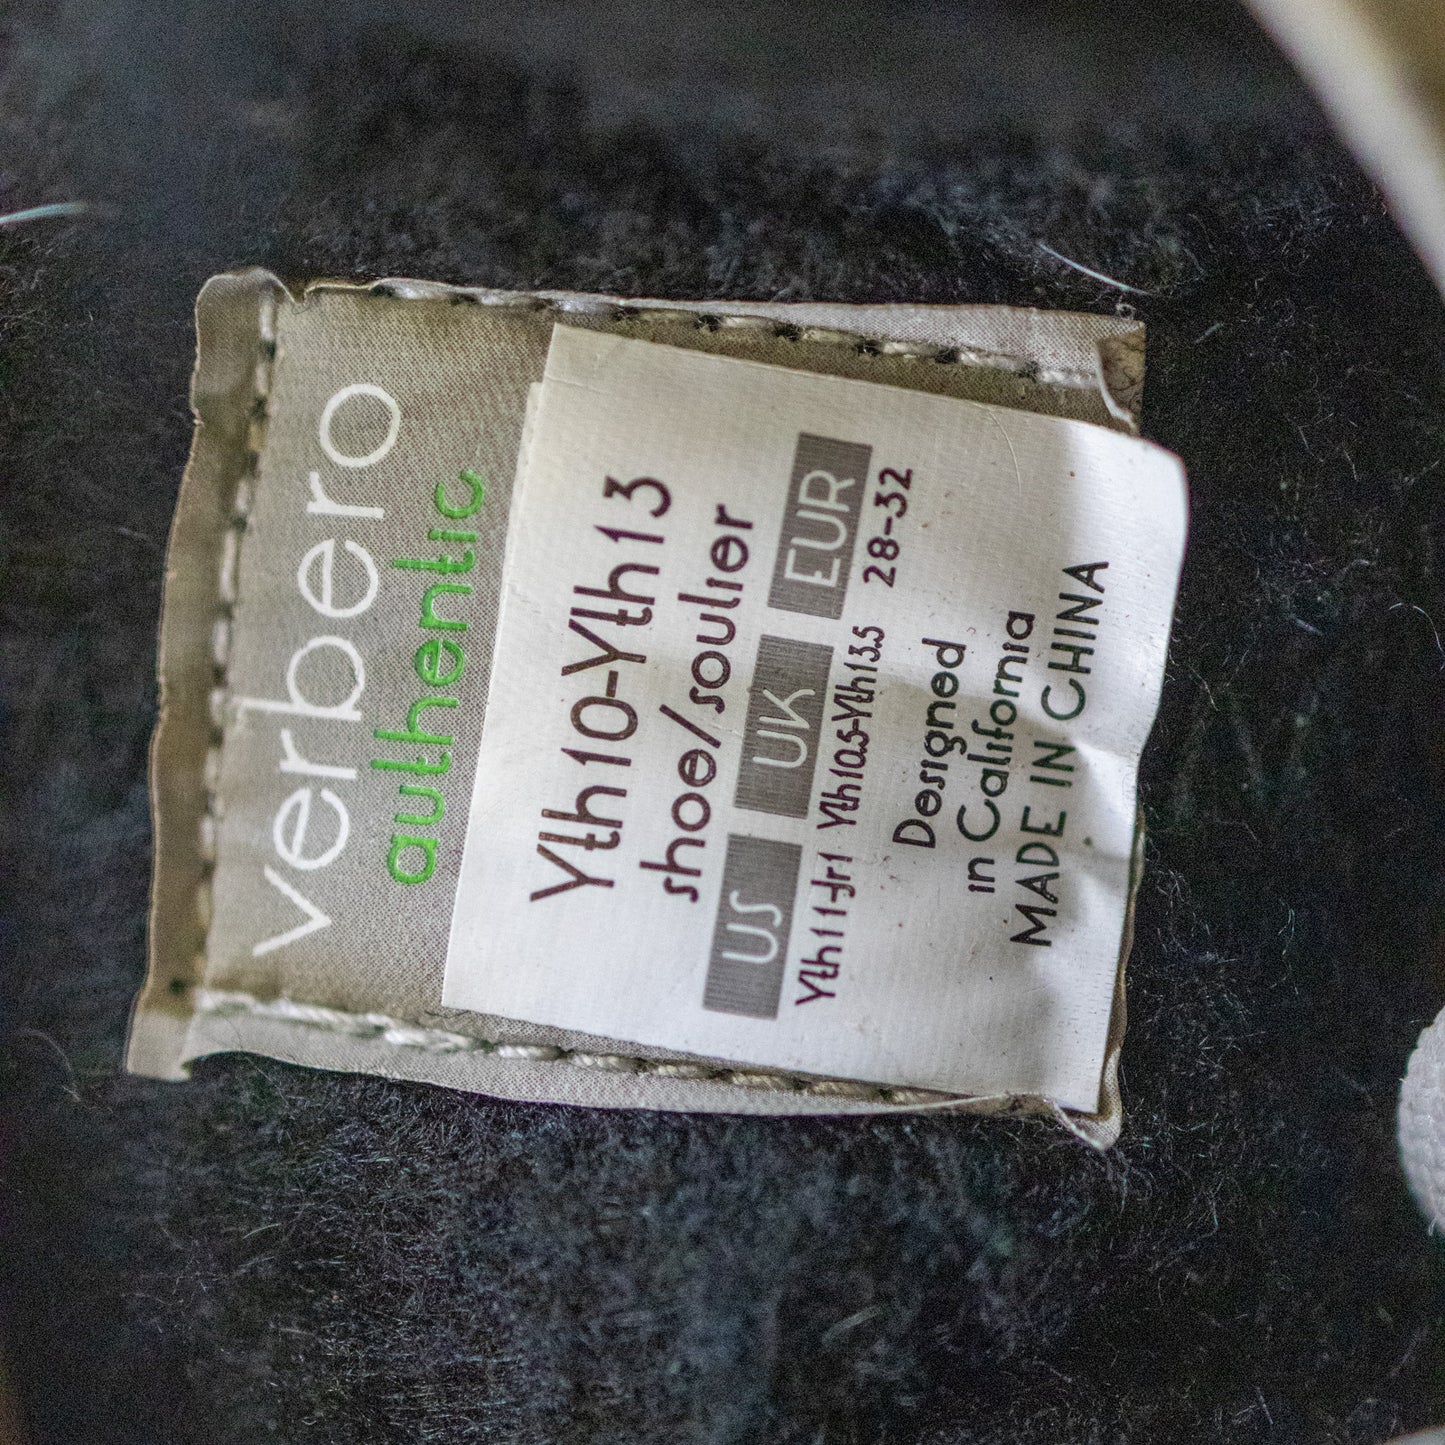 verbero
authentic
Yth10-Yth13
shoe/soulier
US UK EUR
Yth11-Jr1 Yth10.5-Yth13.5 28-32
Designed
in California
MADE IN CHINA